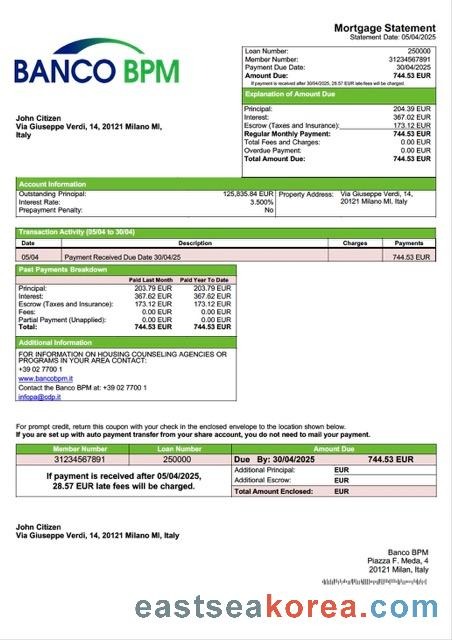 Mortgage Statement
Statement Date: 05/04/2025
BANCO BPM
Loan Number: 250000
Member Number: 31234567891
Payment Due Date: 30/04/2025
Amount Due: 744.53 EUR
If payment is received after 30/04/2025, 28.57 EUR late fees will be charged.
Explanation of Amount Due
Principal: 204.39 EUR
Interest: 367.02 EUR
Escrow (Taxes and Insurance): 173.12 EUR
Regular Monthly Payment: 744.53 EUR
Total Fees and Charges: 0.00 EUR
Overdue Payment: 0.00 EUR
Total Amount Due: 744.53 EUR
John Citizen
Via Giuseppe Verdi, 14, 20121 Milano MI,
Italy
Account Information
Outstanding Principal: 125,835.84 EUR Property Address: Via Giuseppe Verdi, 14,
Interest Rate: 3.500% 20121 Milano MI, Italy
Prepayment Penalty: No
Transaction Activity (05/04 to 30/04)
Date Description Charges Payments
05/04 Payment Received Due Date 30/04/25 744.53 EUR
Past Payments Breakdown
Paid Last Month Paid Year To Date
Principal: 203.79 EUR 203.79 EUR
Interest: 367.62 EUR 367.62 EUR
Escrow (Taxes and Insurance): 173.12 EUR 173.12 EUR
Fees: 0.00 EUR 0.00 EUR
Partial Payment (Unapplied): 0.00 EUR 0.00 EUR
Total: 744.53 EUR 744.53 EUR
Additional Information
FOR INFORMATION ON HOUSING COUNSELING AGENCIES OR
PROGRAMS IN YOUR AREA CONTACT:
+39 02 7700 1
www.bancobpm.it
Contact the Banco BPM at: +39 02 7700 1
infopa@cdp.it
For prompt credit, return this coupon with your check in the enclosed envelope to the location shown below.
If you are set up with auto payment transfer from your share account, you do not need to mail your payment.
Member Number Loan Number Amount Due
31234567891 250000 Due By: 30/04/2025 744.53 EUR
If payment is received after 05/04/2025,
28.57 EUR late fees will be charged.
Additional Principal: EUR
Additional Escrow: EUR
Total Amount Enclosed: EUR
John Citizen
Via Giuseppe Verdi, 14, 20121 Milano MI, Italy
Banco BPM
Piazza F. Meda, 4
20121 Milan, Italy
eastseakorea.com